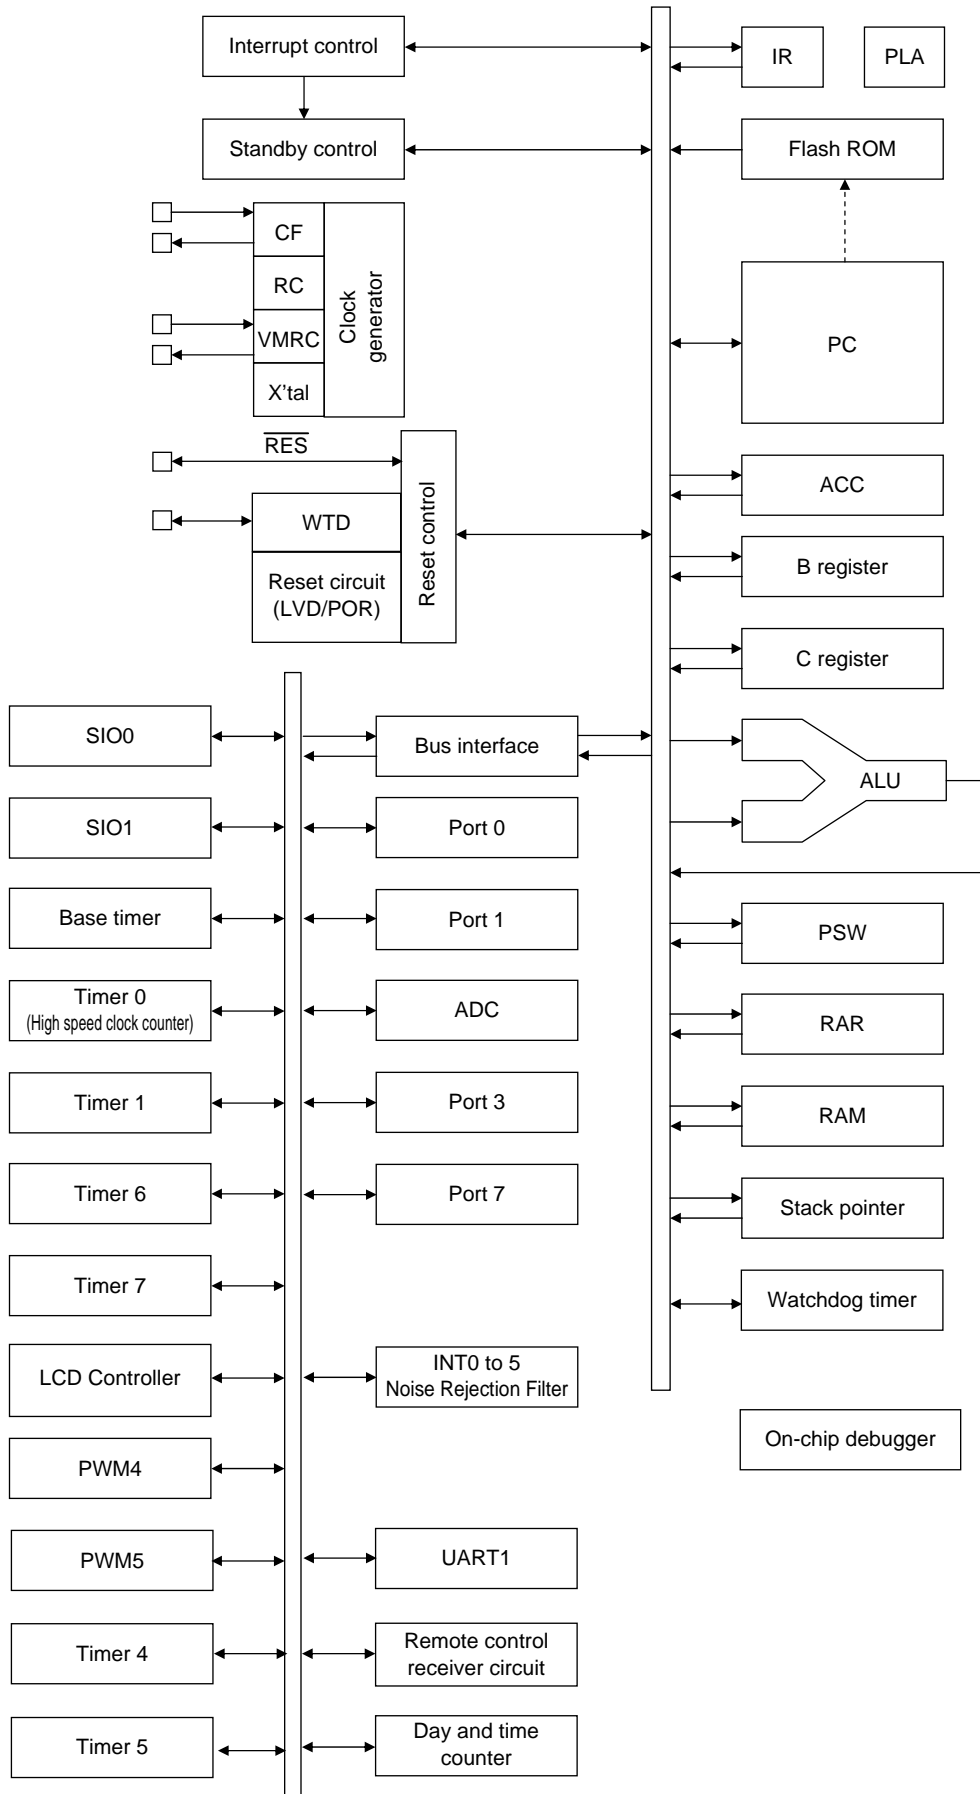 Interrupt control
IR
PLA
Standby control
Flash ROM
CF
RC
VMRC
X'tal
Clock
generator
PC
RES
WTD
Reset circuit
(LVD/POR)
Reset control
ACC
B register
C register
SIO0
Bus interface
ALU
SIO1
Port 0
Base timer
Port 1
PSW
Timer 0
(High speed clock counter)
ADC
RAR
Timer 1
Port 3
RAM
Timer 6
Port 7
Stack pointer
Timer 7
Watchdog timer
LCD Controller
INT0 to 5
Noise Rejection Filter
On-chip debugger
PWM4
PWM5
UART1
Timer 4
Remote control
receiver circuit
Timer 5
Day and time
counter